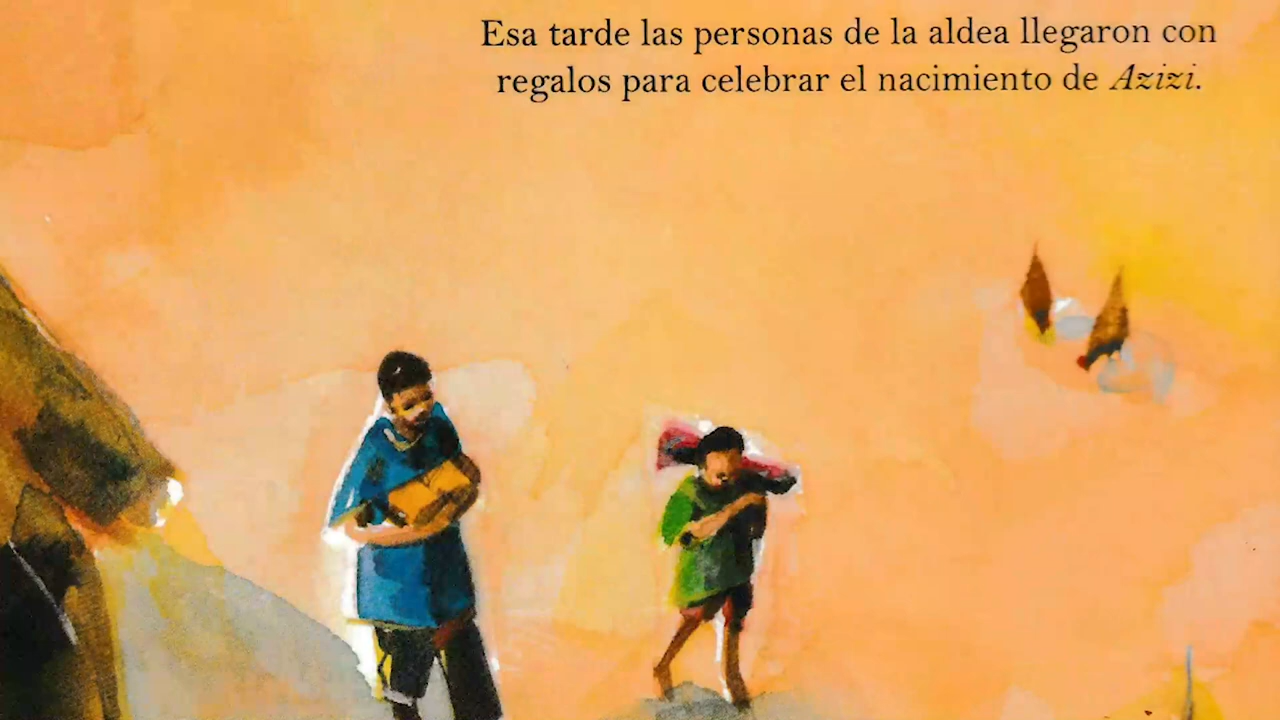 Esa tarde las personas de la aldea llegaron con
regalos para celebrar el nacimiento de Azizi.